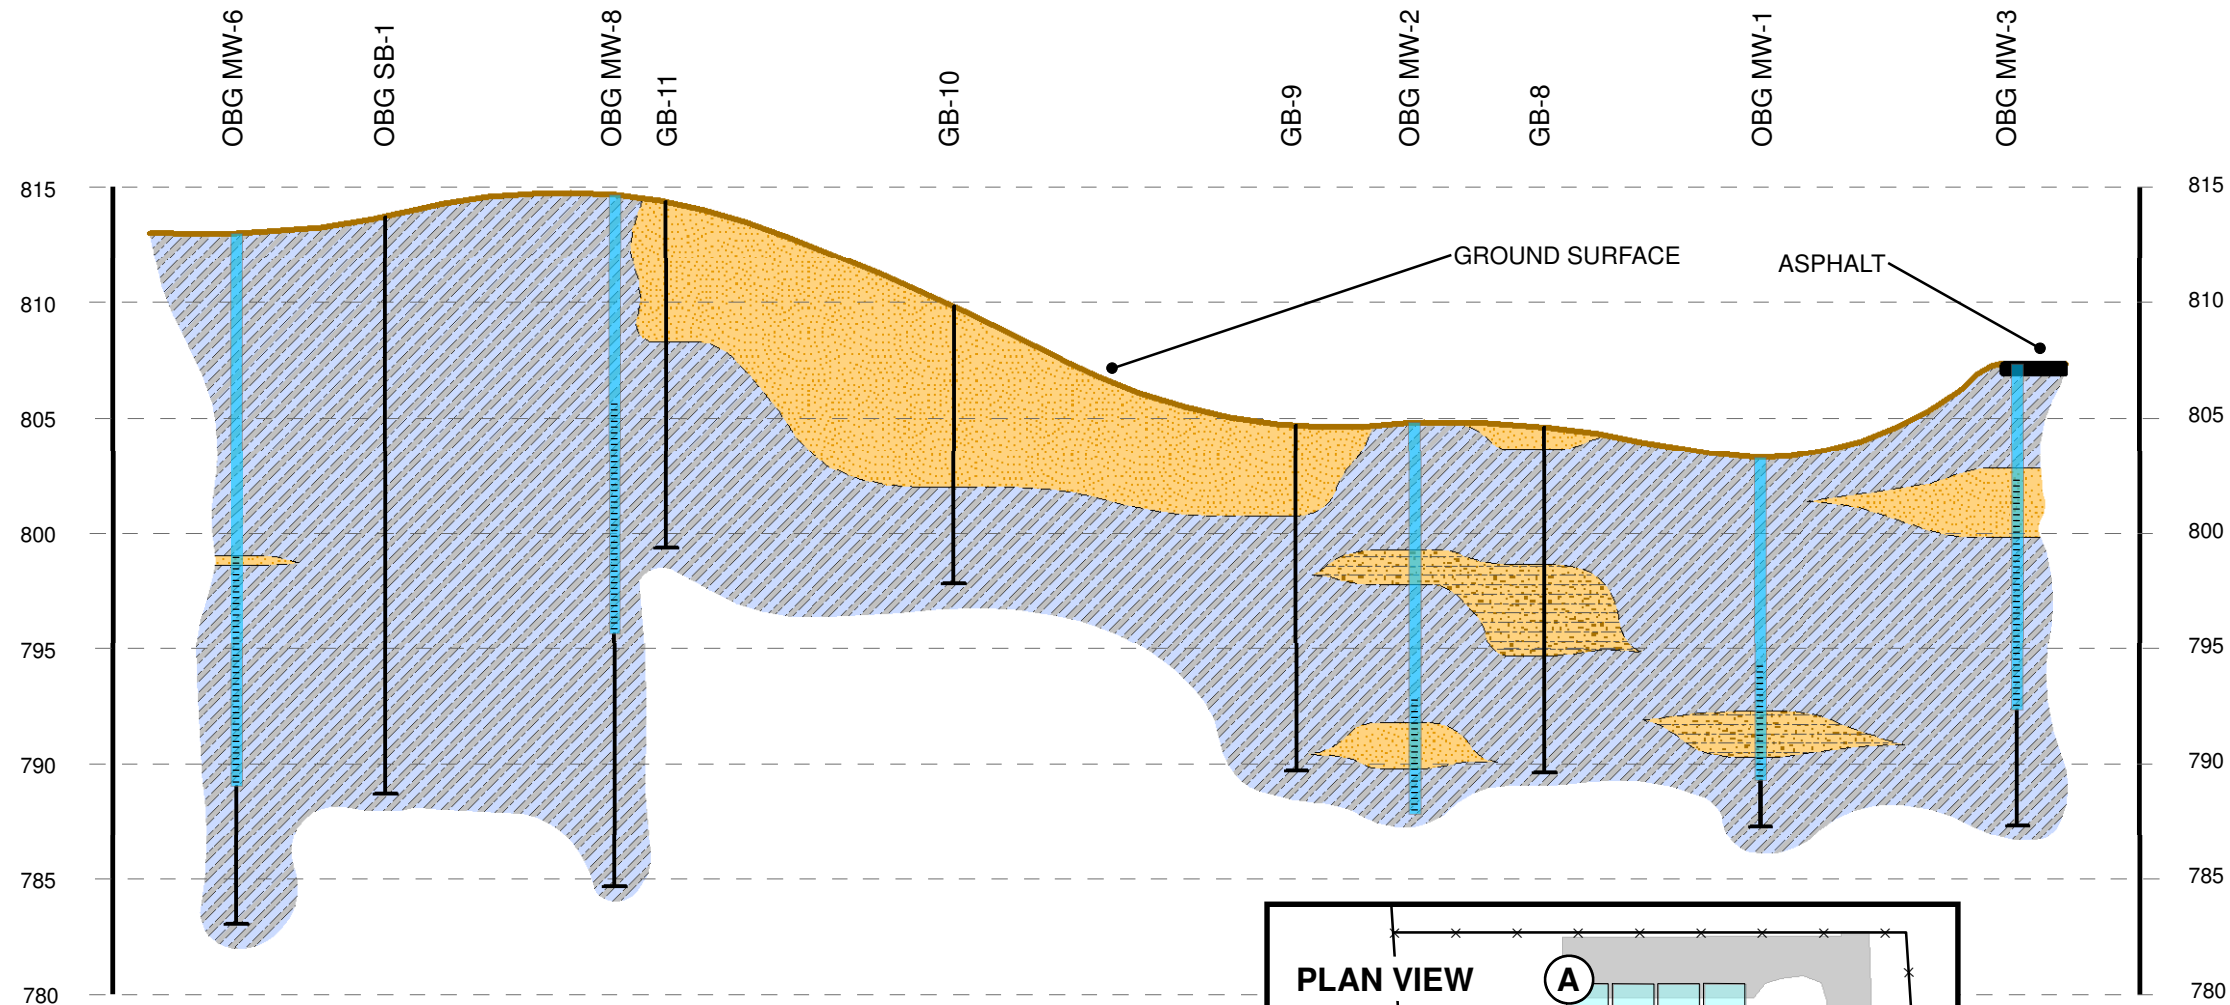 OBG MW-6
OBG SB-1
OBG MW-8
GB-11
GB-10
GB-9
OBG MW-2
GB-8
OBG MW-1
OBG MW-3
815
815
GROUND SURFACE
ASPHALT
810
810
805
805
800
800
795
795
790
790
785
785
PLAN VIEW
A
780
780